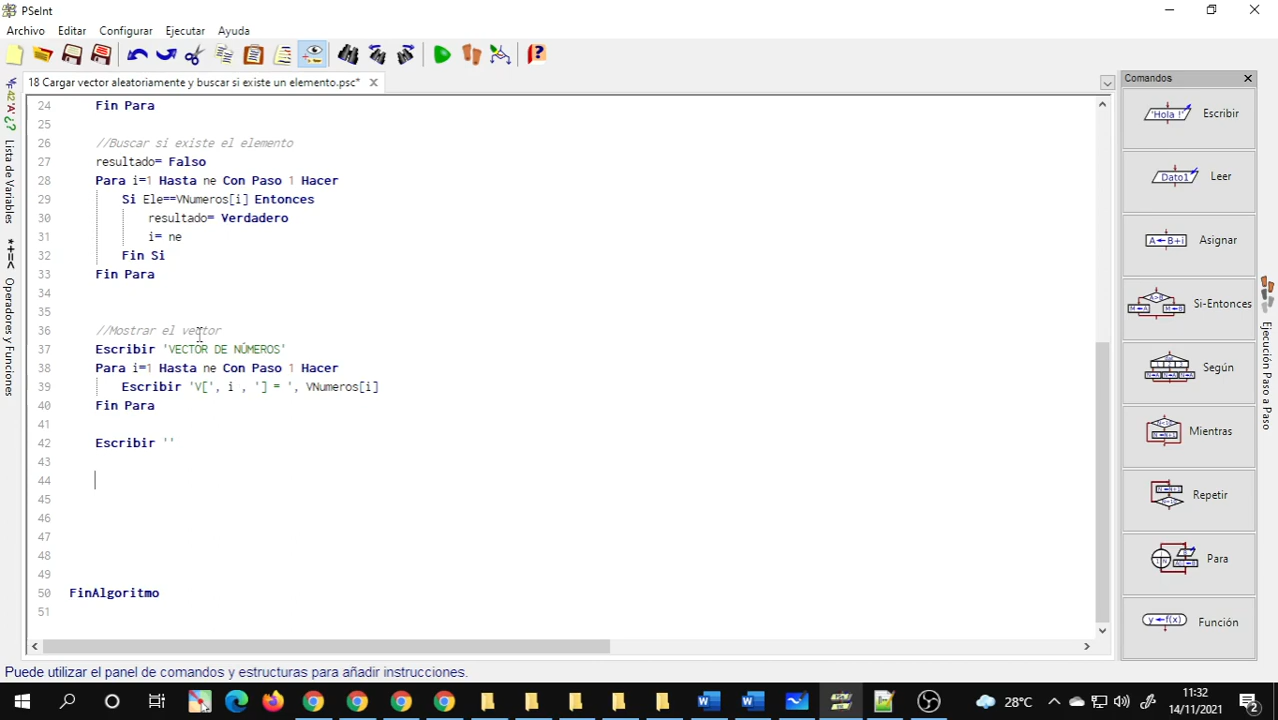 PSeInt
Archivo Editar Configurar Ejecutar Ayuda
18 Cargar vector aleatoriamente y buscar si existe un elemento.psc*
Comandos
Lista de Variables
Operadores y Funciones
*+=<
24 Fin Para
25
26 //Buscar si existe el elemento
27 resultado= Falso
28 Para i=1 Hasta ne Con Paso 1 Hacer
29 Si Ele==VNumeros[i] Entonces
30 resultado= Verdadero
31 i= ne
32 Fin Si
33 Fin Para
34
35
36 //Mostrar el vector
37 Escribir 'VECTOR DE NÚMEROS'
38 Para i=1 Hasta ne Con Paso 1 Hacer
39 Escribir 'V[', i , '] = ', VNumeros[i]
40 Fin Para
41
42 Escribir ''
43
44
45
46
47
48
49
50 FinAlgoritmo
51
'Hola !' Escribir
Dato1 Leer
A←B+i Asignar
Si-Entonces
Según
Mientras
Repetir
Para
y←f(x) Función
Ejecución Paso a Paso
Puede utilizar el panel de comandos y estructuras para añadir instrucciones.
28°C
11:32
14/11/2021
2